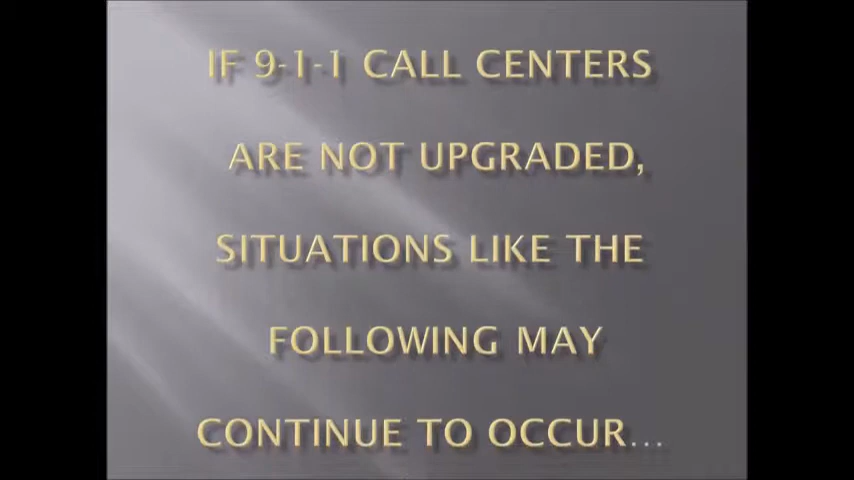 IF 9-1-1 CALL CENTERS
ARE NOT UPGRADED,
SITUATIONS LIKE THE
FOLLOWING MAY
CONTINUE TO OCCUR...